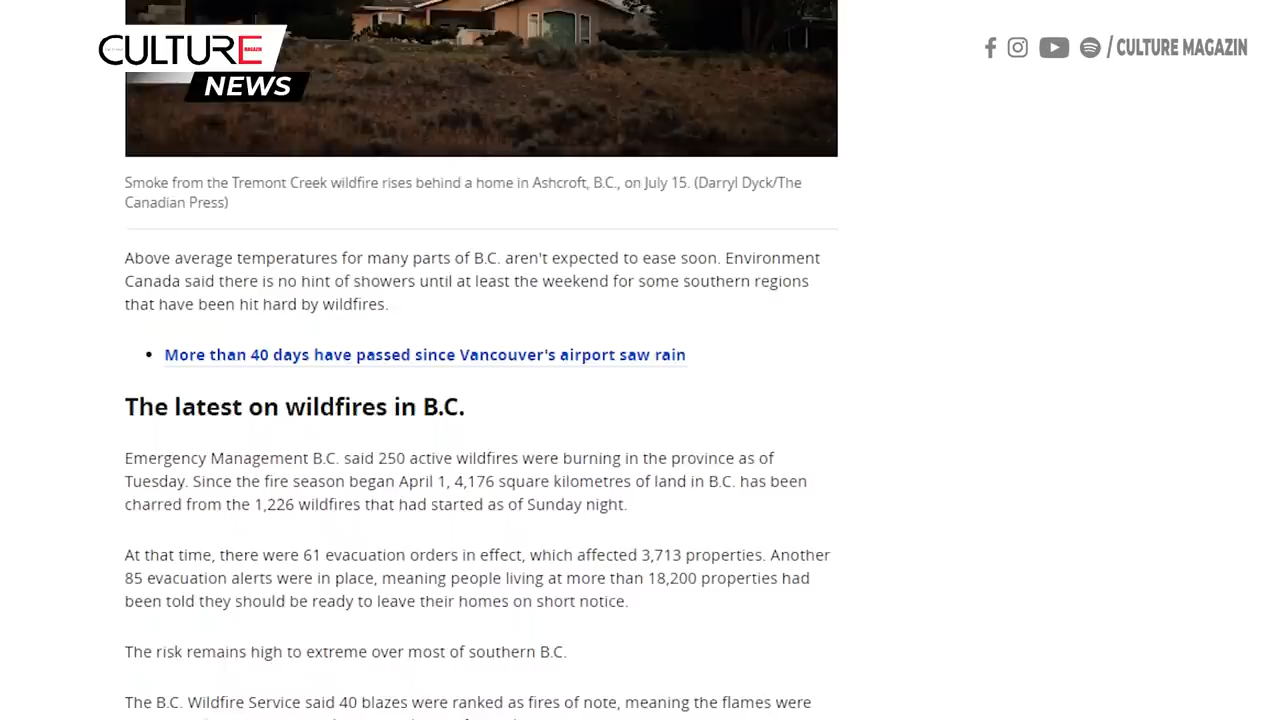 CULTURE
MAGAZIN
NEWS
/ CULTURE MAGAZIN
Smoke from the Tremont Creek wildfire rises behind a home in Ashcroft, B.C., on July 15. (Darryl Dyck/The
Canadian Press)
Above average temperatures for many parts of B.C. aren't expected to ease soon. Environment
Canada said there is no hint of showers until at least the weekend for some southern regions
that have been hit hard by wildfires.
• More than 40 days have passed since Vancouver's airport saw rain
The latest on wildfires in B.C.
Emergency Management B.C. said 250 active wildfires were burning in the province as of
Tuesday. Since the fire season began April 1, 4,176 square kilometres of land in B.C. has been
charred from the 1,226 wildfires that had started as of Sunday night.
At that time, there were 61 evacuation orders in effect, which affected 3,713 properties. Another
85 evacuation alerts were in place, meaning people living at more than 18,200 properties had
been told they should be ready to leave their homes on short notice.
The risk remains high to extreme over most of southern B.C.
The B.C. Wildfire Service said 40 blazes were ranked as fires of note, meaning the flames were